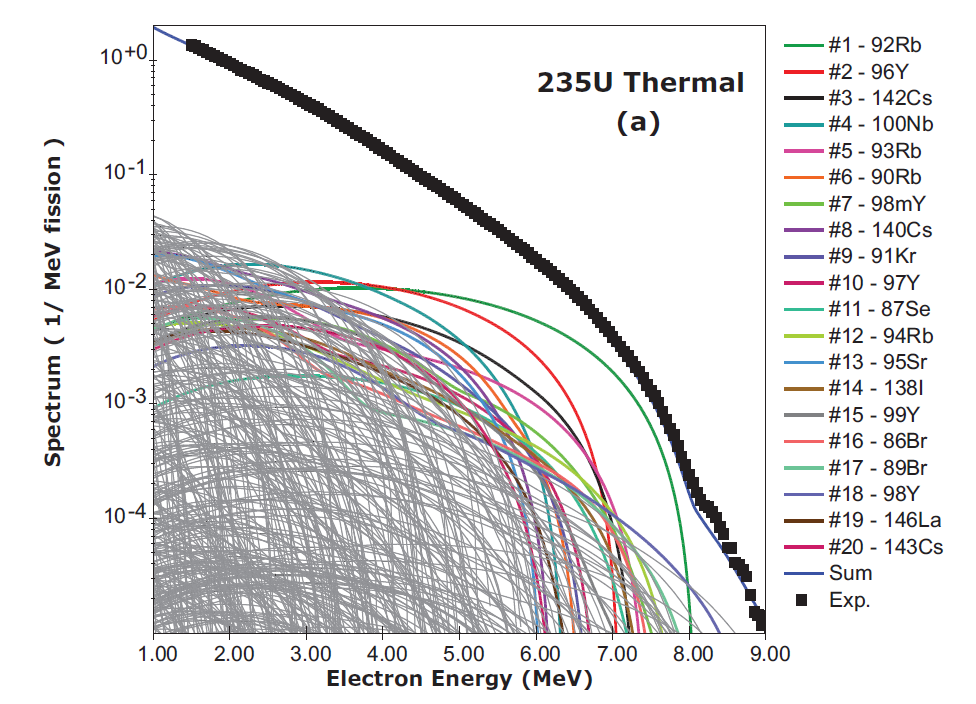 235U Thermal
(a)
Spectrum ( 1/ MeV fission )
10+0
10-1
10-2
10-3
10-4
1.00 2.00 3.00 4.00 5.00 6.00 7.00 8.00 9.00
Electron Energy (MeV)
#1 - 92Rb
#2 - 96Y
#3 - 142Cs
#4 - 100Nb
#5 - 93Rb
#6 - 90Rb
#7 - 98mY
#8 - 140Cs
#9 - 91Kr
#10 - 97Y
#11 - 87Se
#12 - 94Rb
#13 - 95Sr
#14 - 138I
#15 - 99Y
#16 - 86Br
#17 - 89Br
#18 - 98Y
#19 - 146La
#20 - 143Cs
Sum
Exp.